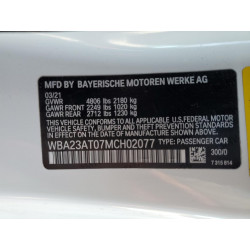 MFD BY BAYERISCHE MOTOREN WERKE AG
03/21
GVWR 4806 lbs 2180 kg
GAWR FRONT 2249 lbs 1020 kg
GAWR REAR 2712 lbs 1230 kg
THIS VEHICLE CONFORMS TO ALL APPLICABLE U.S. FEDERAL MOTOR
VEHICLE SAFETY, BUMPER, AND THEFT PREVENTION STANDARDS
IN EFFECT ON THE DATE OF MANUFACTURE SHOWN ABOVE.
WBA23AT07MCH02077 TYPE: PASSENGER CAR
300/0
T 315 814